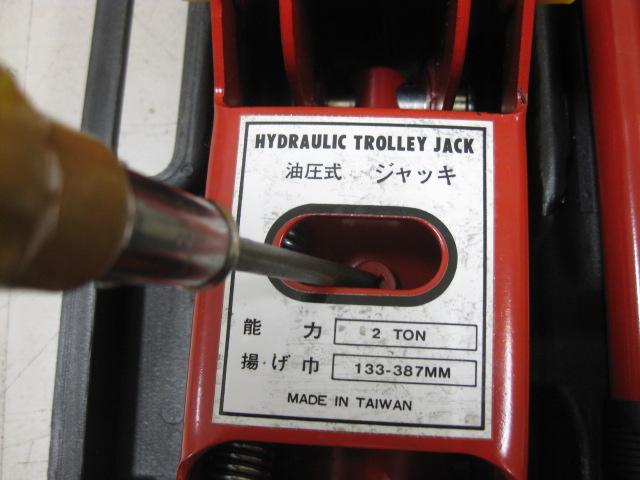 HYDRAULIC TROLLEY JACK
油圧式 ジャッキ
能 力 2 TON
揚げ巾 133-387MM
MADE IN TAIWAN